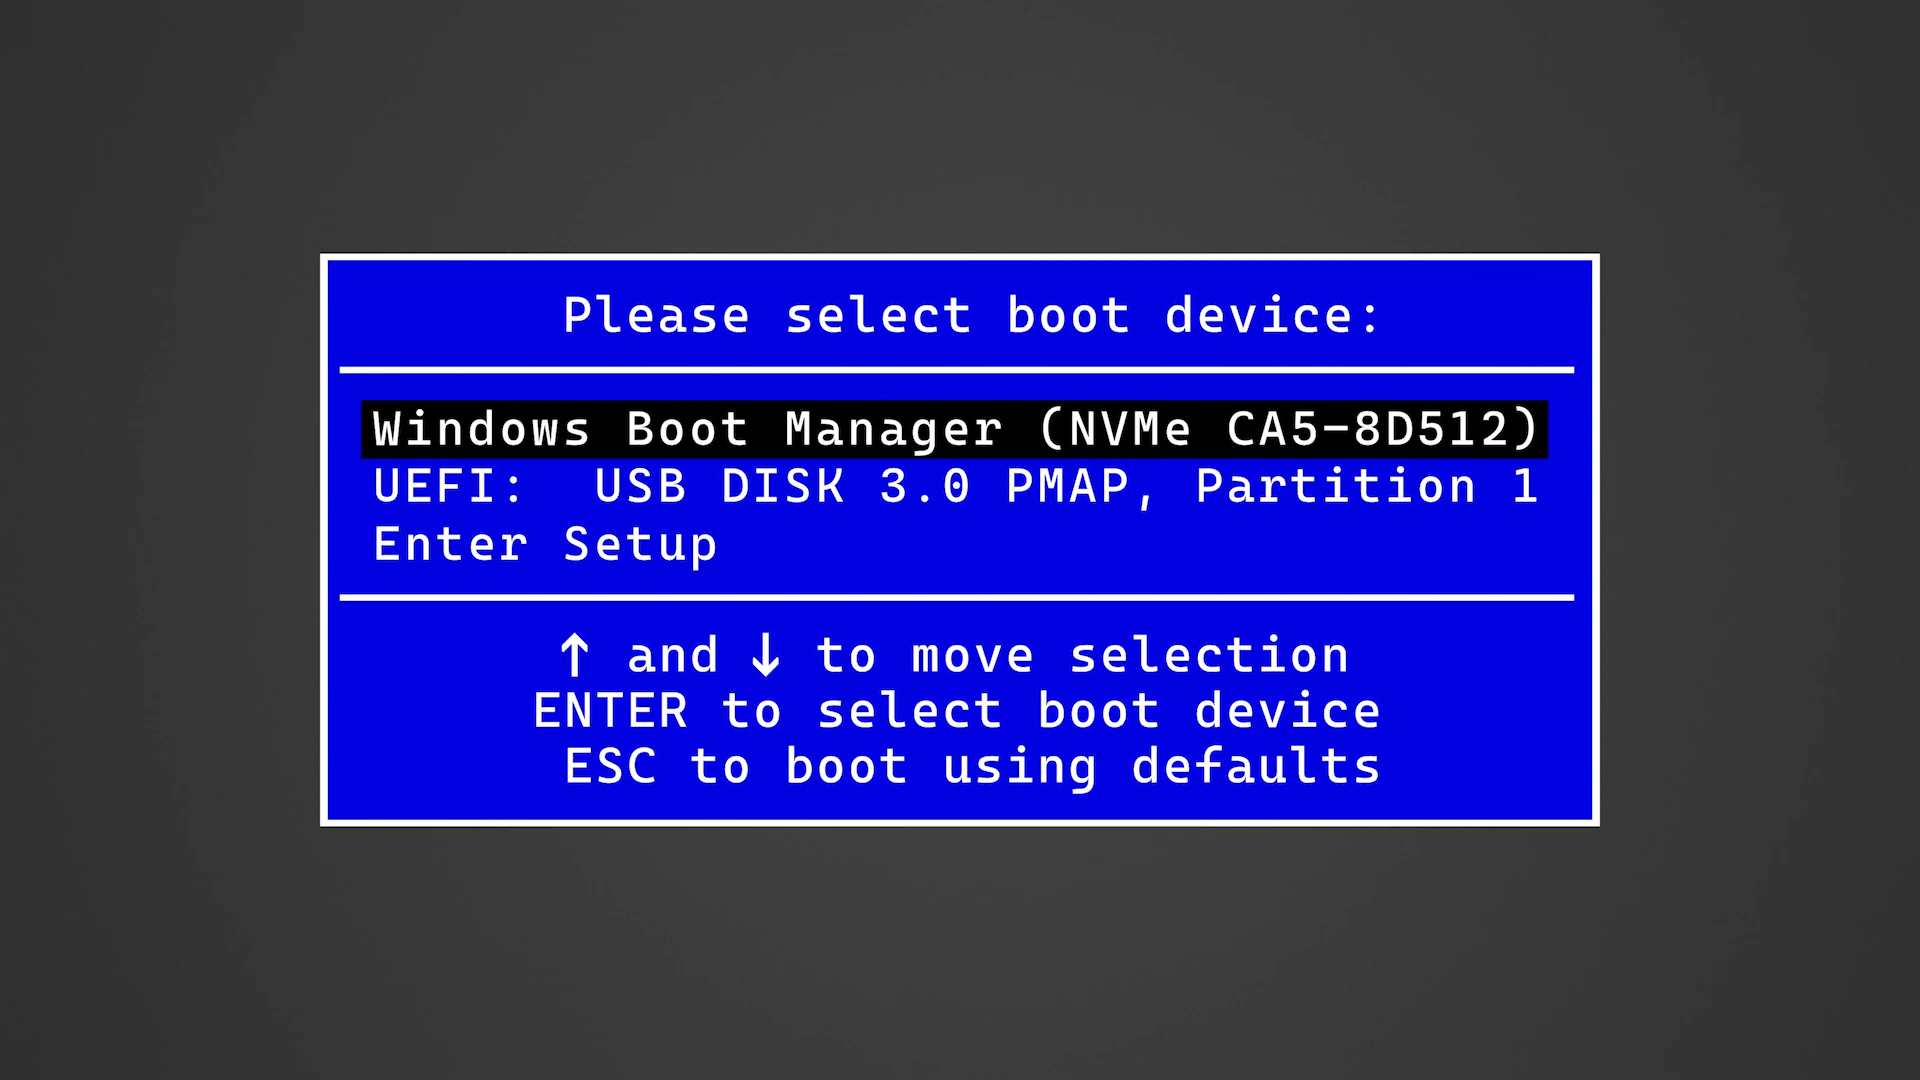 Please select boot device:
Windows Boot Manager (NVMe CA5-8D512)
UEFI:  USB DISK 3.0 PMAP, Partition 1
Enter Setup
↑ and ↓ to move selection
ENTER to select boot device
ESC to boot using defaults